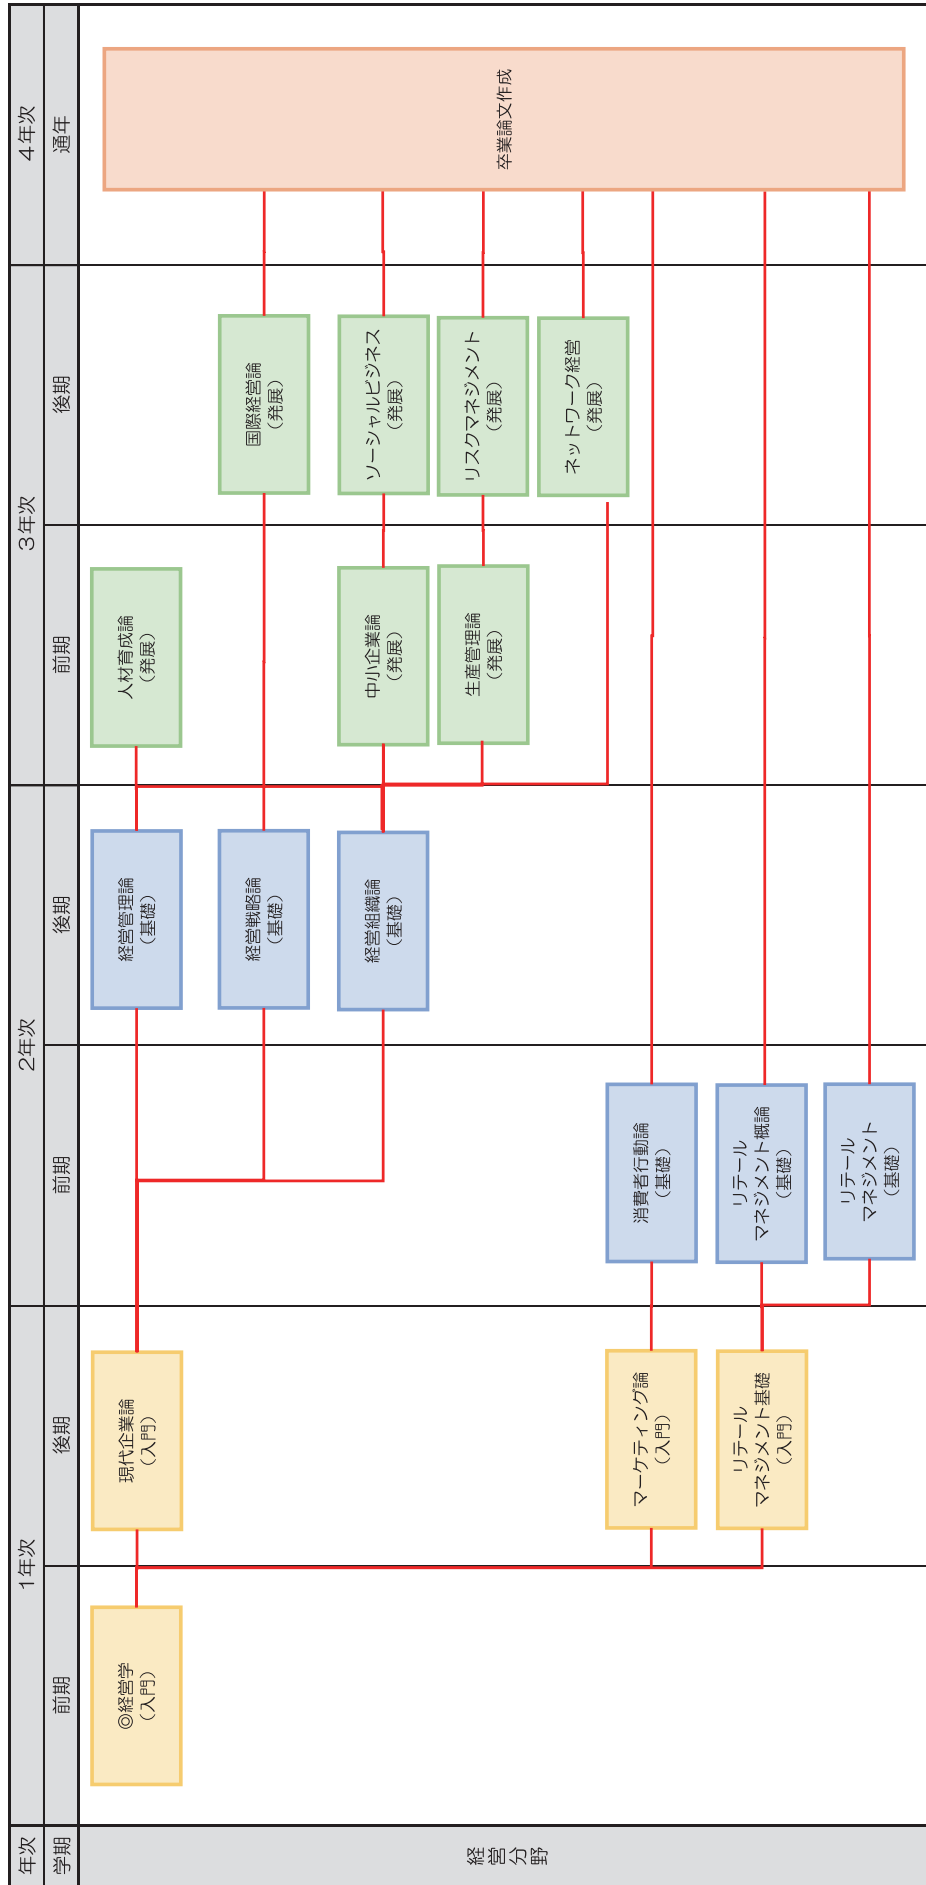 年次
1年次
2年次
3年次
4年次
学期
前期
後期
前期
後期
前期
後期
通年
経営分野
◎経営学
（入門）
現代企業論
（入門）
経営管理論
（基礎）
人材育成論
（発展）
経営戦略論
（基礎）
国際経営論
（発展）
経営組織論
（基礎）
中小企業論
（発展）
ソーシャルビジネス
（発展）
生産管理論
（発展）
リスクマネジメント
（発展）
ネットワーク経営
（発展）
マーケティング論
（入門）
消費者行動論
（基礎）
リテール
マネジメント基礎
（入門）
リテール
マネジメント概論
（基礎）
リテール
マネジメント
（基礎）
卒業論文作成